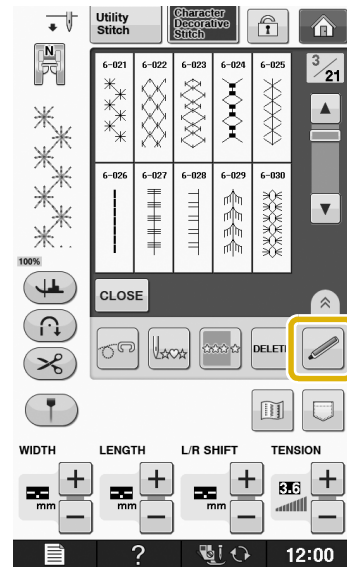 Utility
Stitch
Character
Decorative
Stitch
N
3/21
6-021 6-022 6-023 6-024 6-025
6-026 6-027 6-028 6-029 6-030
100%
CLOSE
DELETE
WIDTH LENGTH L/R SHIFT TENSION
mm mm mm 3.6
? 12:00